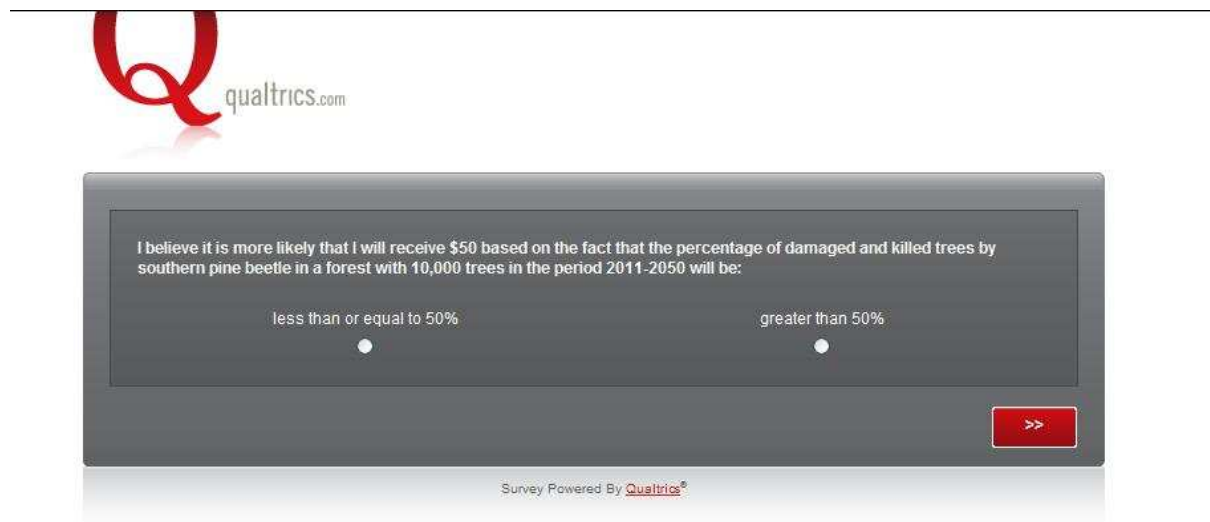 Q
qualtrics.com
I believe it is more likely that I will receive $50 based on the fact that the percentage of damaged and killed trees by
southern pine beetle in a forest with 10,000 trees in the period 2011-2050 will be:
less than or equal to 50%
greater than 50%
>>
Survey Powered By Qualtrics®